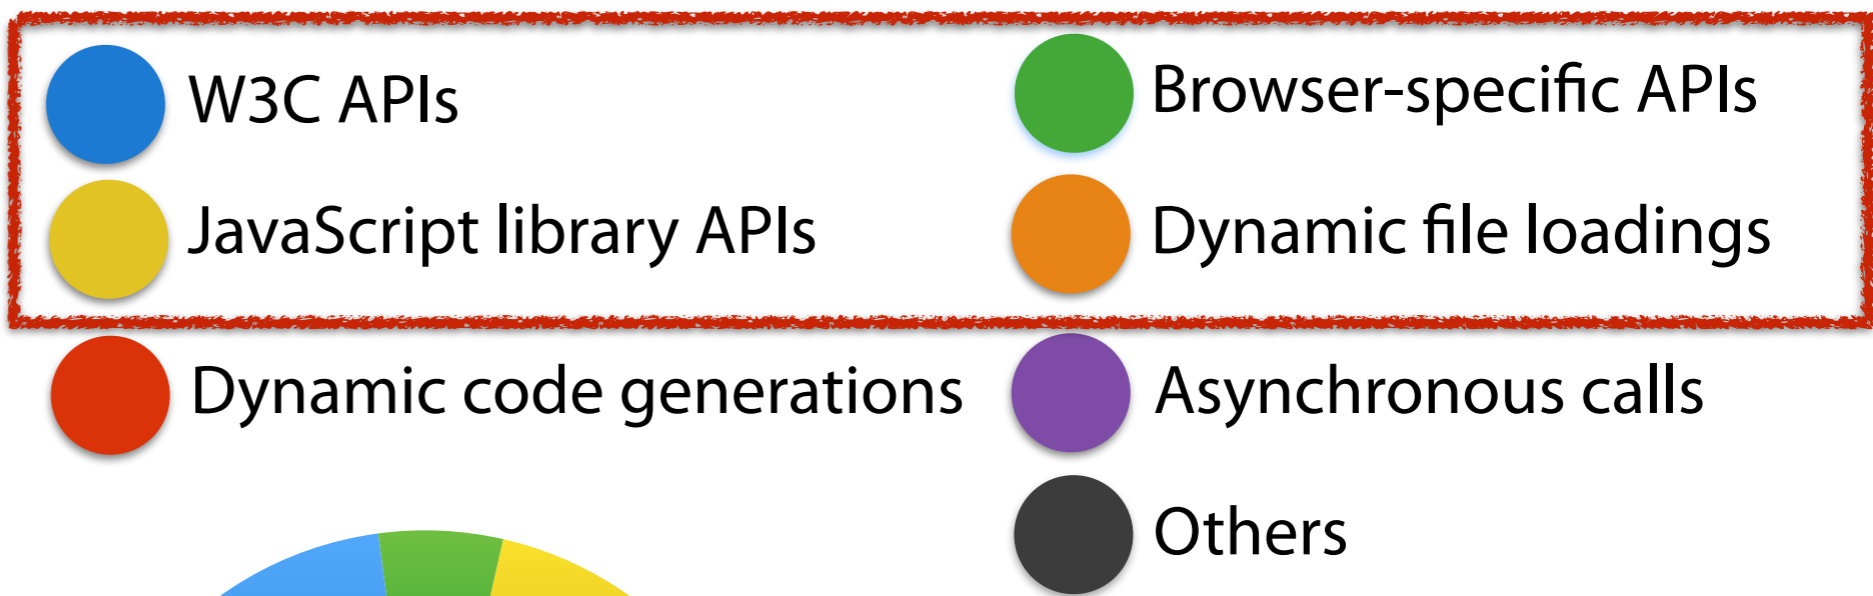 W3C APIs
Browser-specific APIs
JavaScript library APIs
Dynamic file loadings
Dynamic code generations
Asynchronous calls
Others